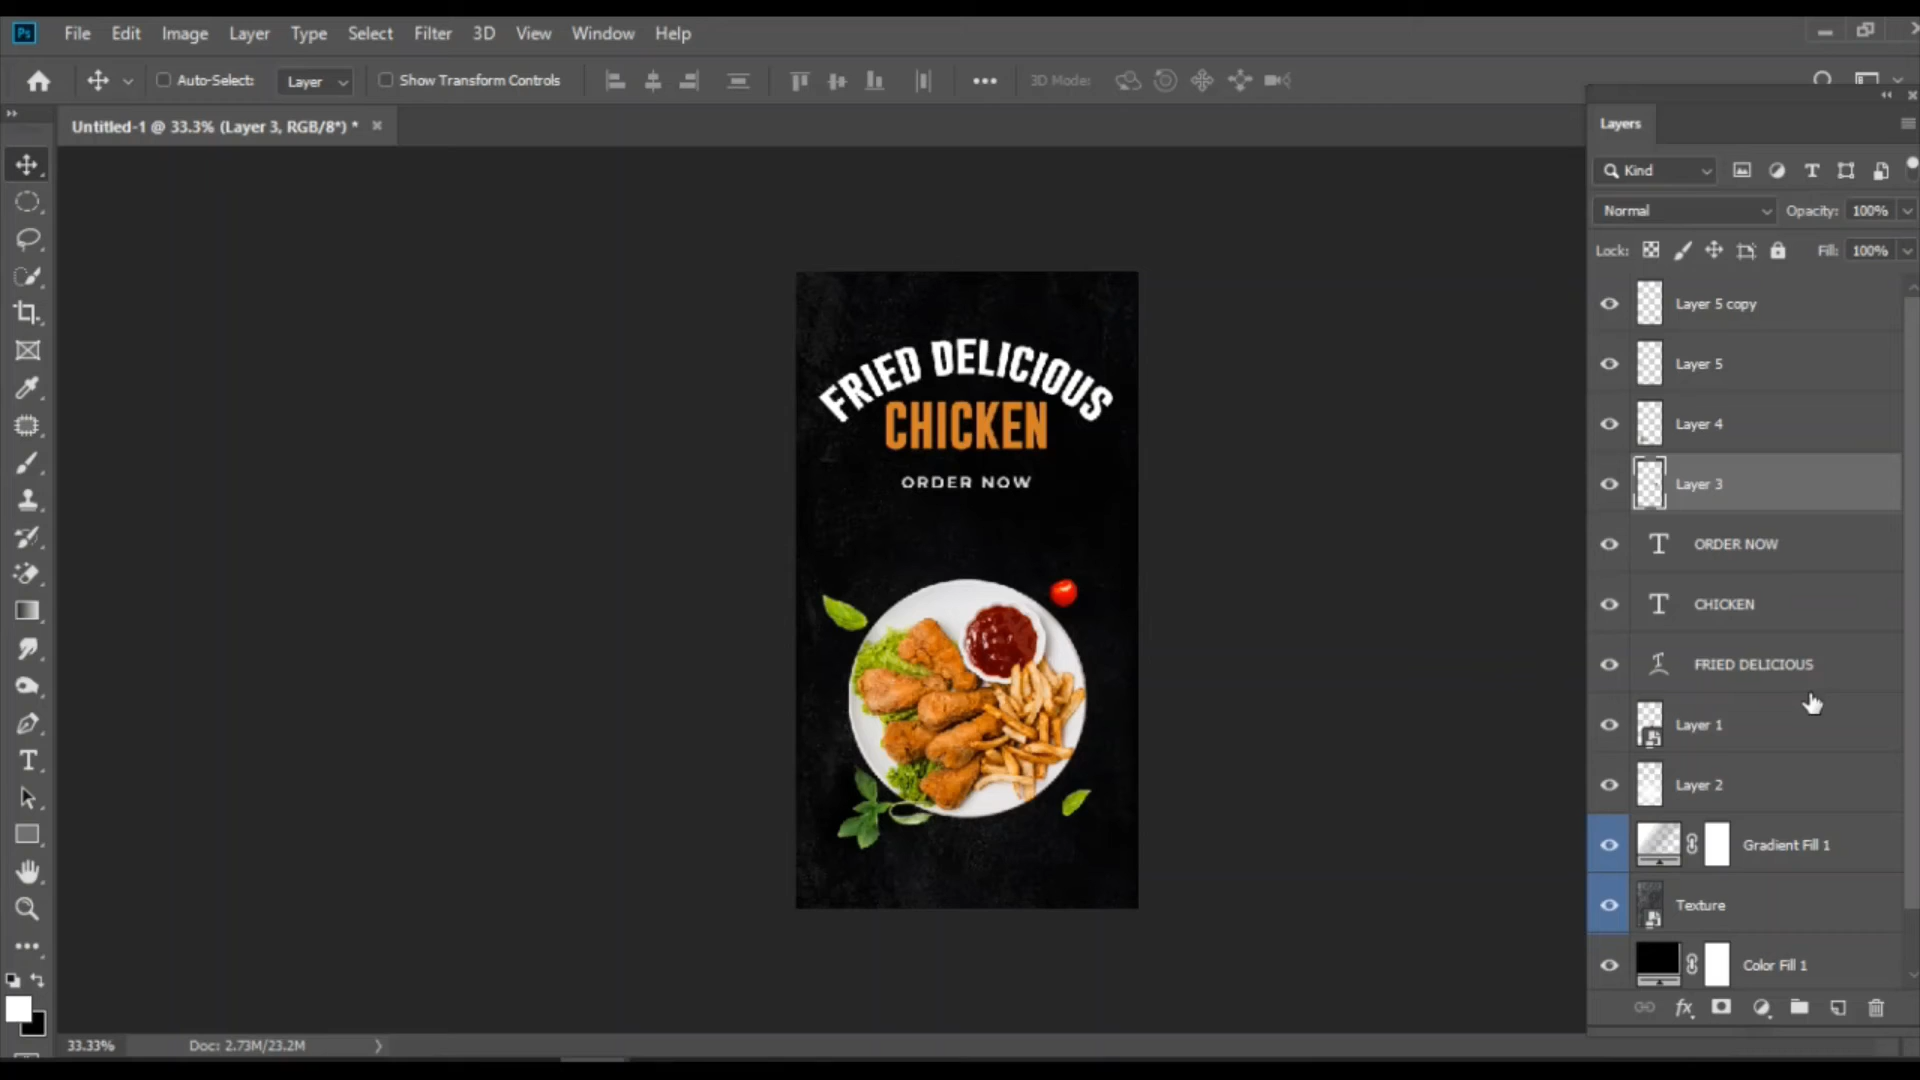 Ps File Edit Image Layer Type Select Filter 3D View Window Help
Auto-Select: Layer Show Transform Controls 3D Mode:
Untitled-1 @ 33.3% (Layer 3, RGB/8*) *
FRIED DELICIOUS
CHICKEN
ORDER NOW
33.33% Doc: 2.73M/23.2M
Layers
Kind
Normal Opacity: 100%
Lock: Fill: 100%
Layer 5 copy
Layer 5
Layer 4
Layer 3
ORDER NOW
CHICKEN
FRIED DELICIOUS
Layer 1
Layer 2
Gradient Fill 1
Texture
Color Fill 1
fx